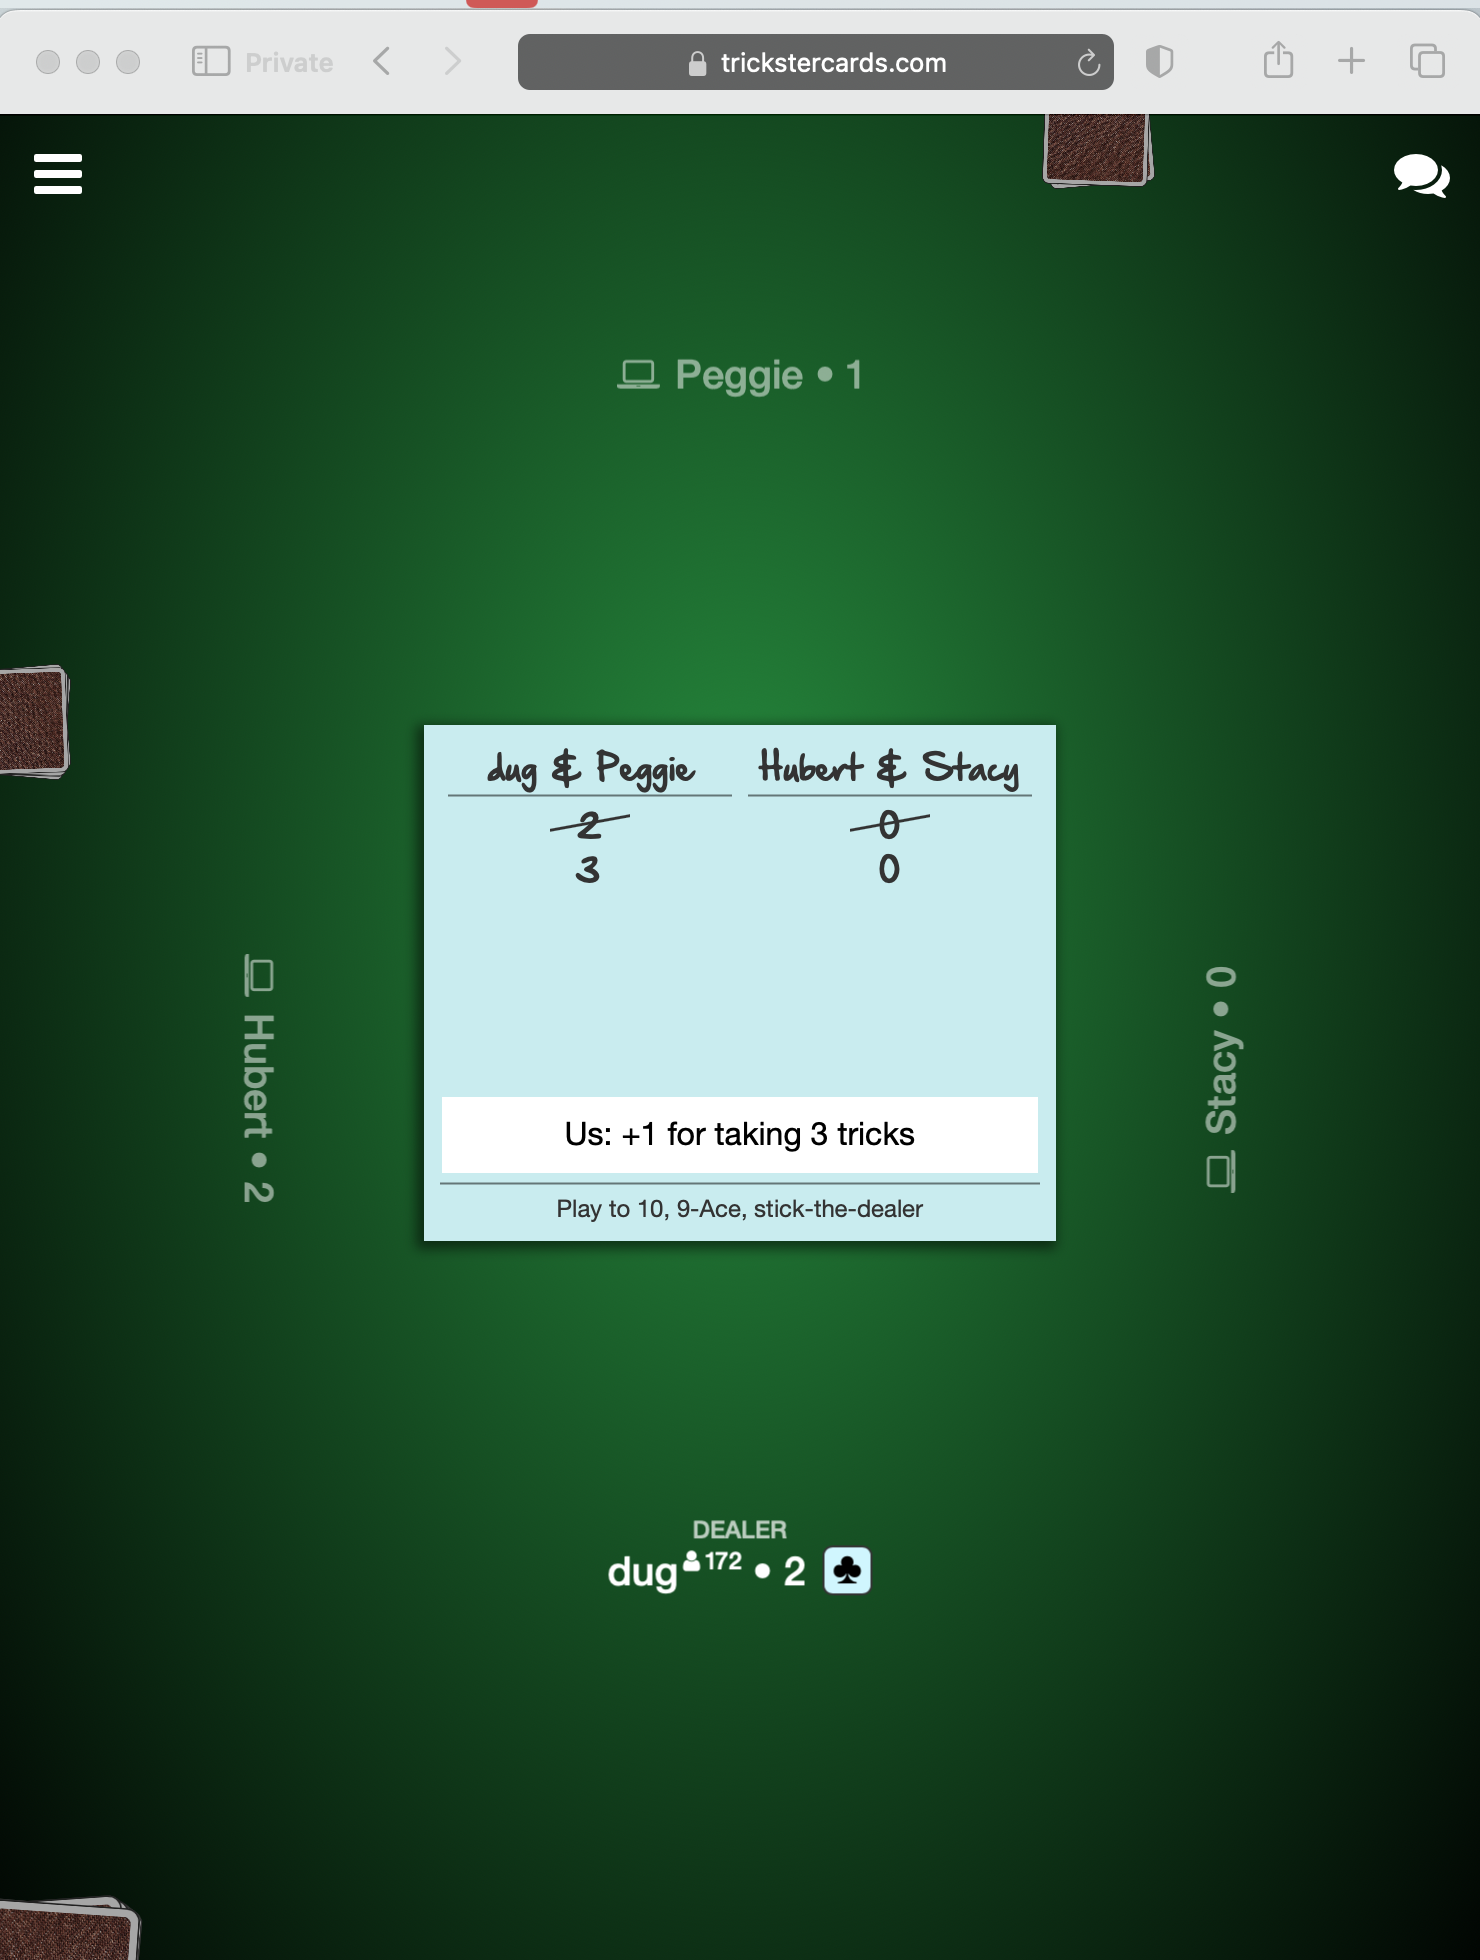 Private
trickstercards.com
Peggie • 1
dug & Peggie
Hubert & Stacy
2
0
3
0
Hubert • 2
Stacy • 0
Us: +1 for taking 3 tricks
Play to 10, 9-Ace, stick-the-dealer
DEALER
dug 172 • 2 ♣